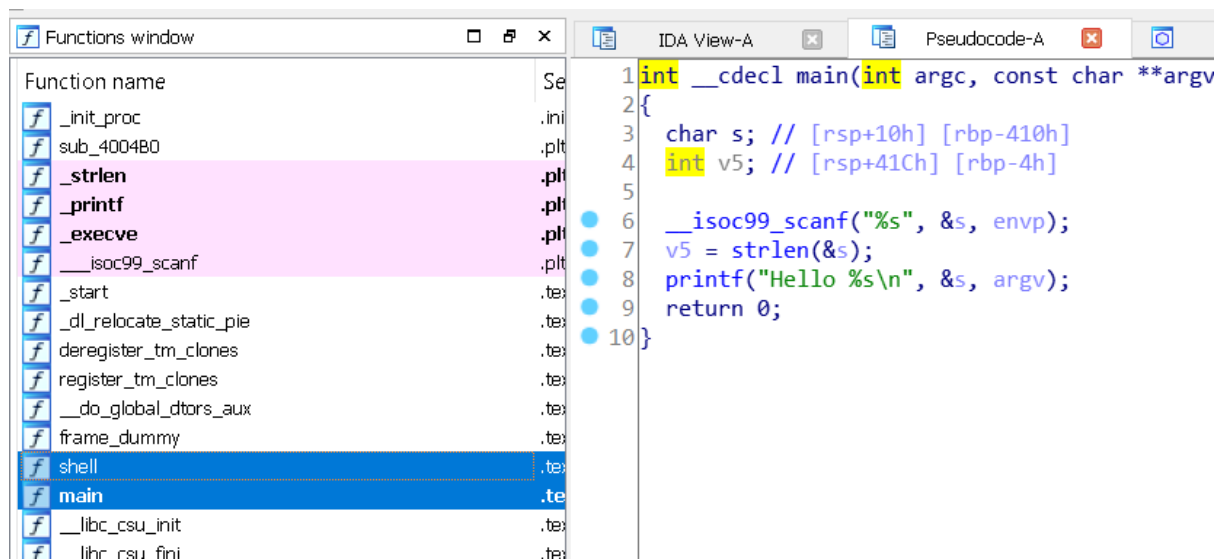 Functions window
Function name Se
f _init_proc .ini
f sub_4004B0 .plt
f _strlen .plt
f _printf .plt
f _execve .plt
f ___isoc99_scanf .plt
f _start .tex
f _dl_relocate_static_pie .tex
f deregister_tm_clones .tex
f register_tm_clones .tex
f __do_global_dtors_aux .tex
f frame_dummy .tex
f shell .tex
f main .te
f __libc_csu_init .tex
f __libc_csu_fini .tex
IDA View-A Pseudocode-A
1 int __cdecl main(int argc, const char **argv
2 {
3 char s; // [rsp+10h] [rbp-410h]
4 int v5; // [rsp+41Ch] [rbp-4h]
5
6 __isoc99_scanf("%s", &s, envp);
7 v5 = strlen(&s);
8 printf("Hello %s\n", &s, argv);
9 return 0;
10 }